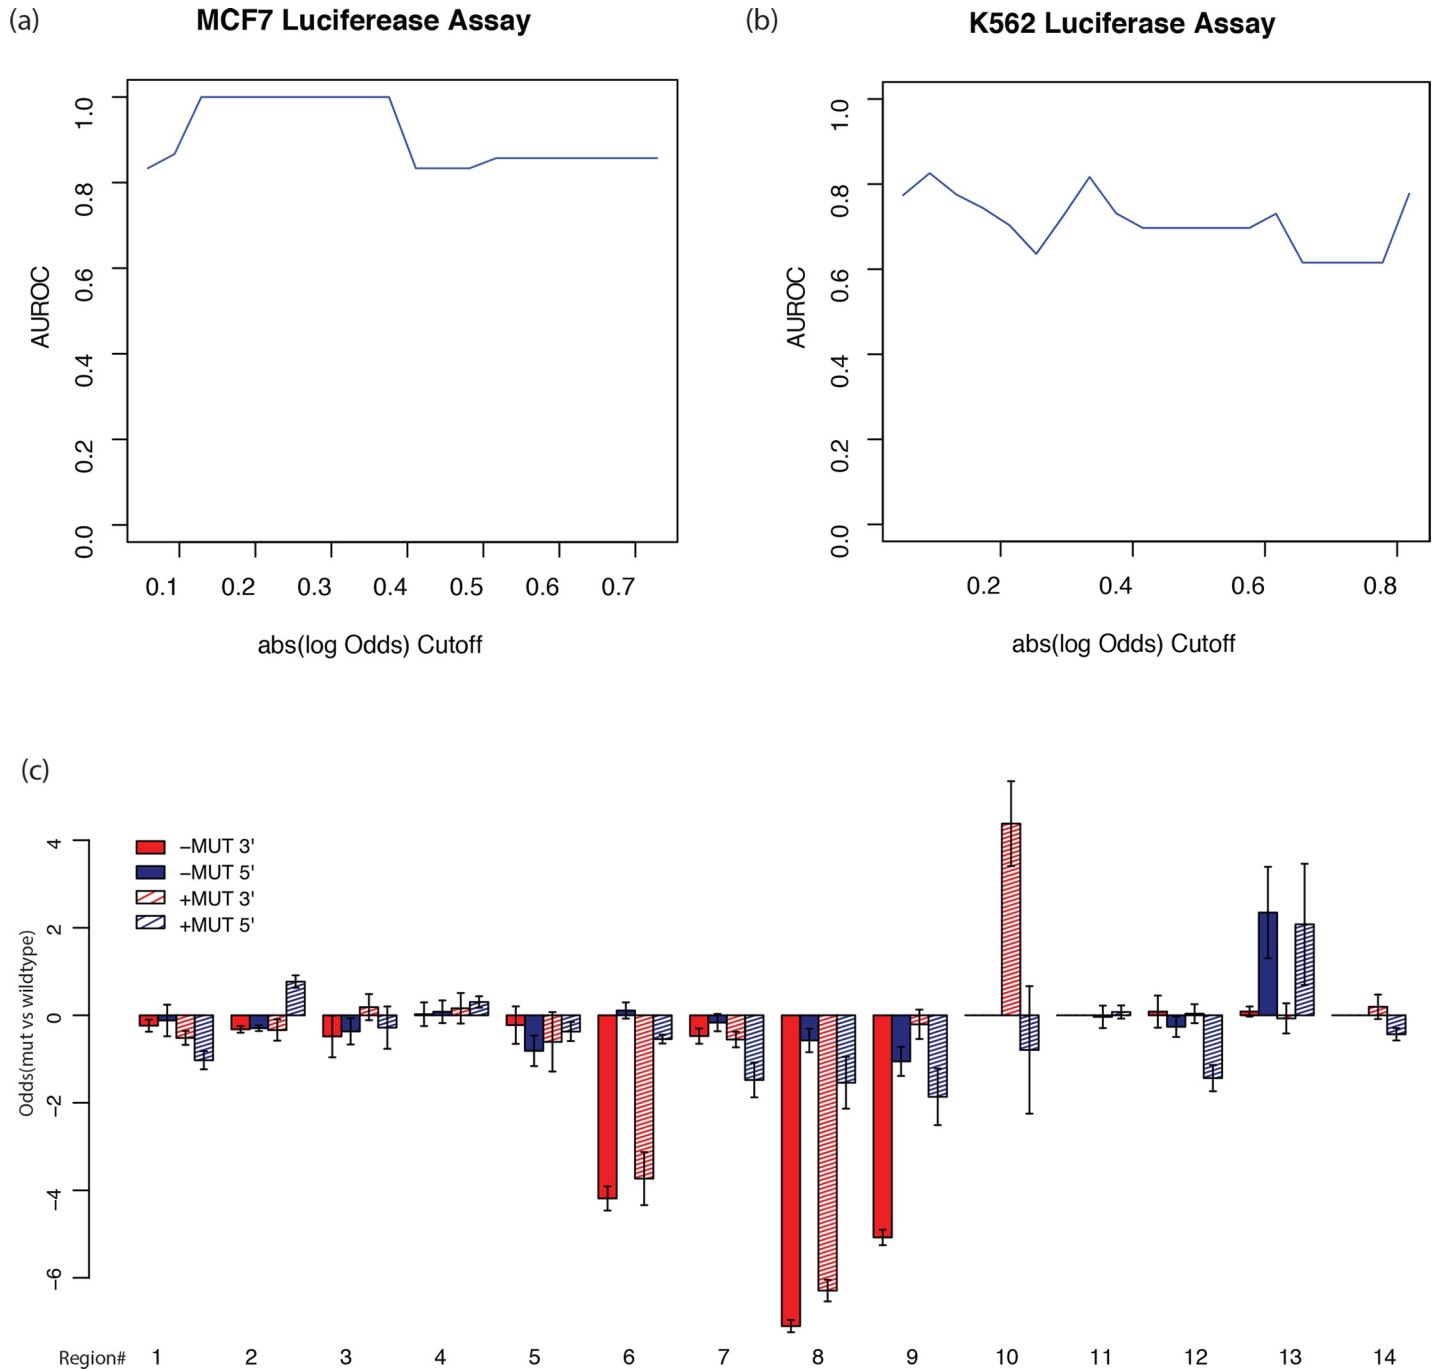 (a)
MCF7 Luciferease Assay
1.0
0.8
0.6
0.4
0.2
0.0
AUROC
0.1 0.2 0.3 0.4 0.5 0.6 0.7
abs(log Odds) Cutoff
(b)
K562 Luciferase Assay
1.0
0.8
0.6
0.4
0.2
0.0
AUROC
0.2 0.4 0.6 0.8
abs(log Odds) Cutoff
(c)
4
2
0
−2
−4
−6
Odds(mut vs wildtype)
−MUT 3'
−MUT 5'
+MUT 3'
+MUT 5'
Region# 1 2 3 4 5 6 7 8 9 10 11 12 13 14